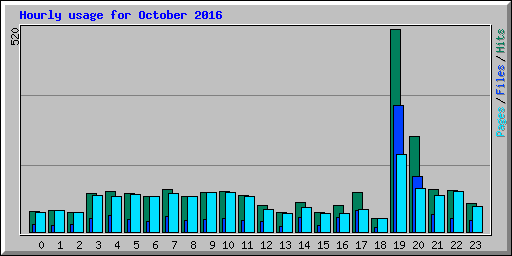 Hourly usage for October 2016
520
Pages/Files/Hits
0 1 2 3 4 5 6 7 8 9 10 11 12 13 14 15 16 17 18 19 20 21 22 23